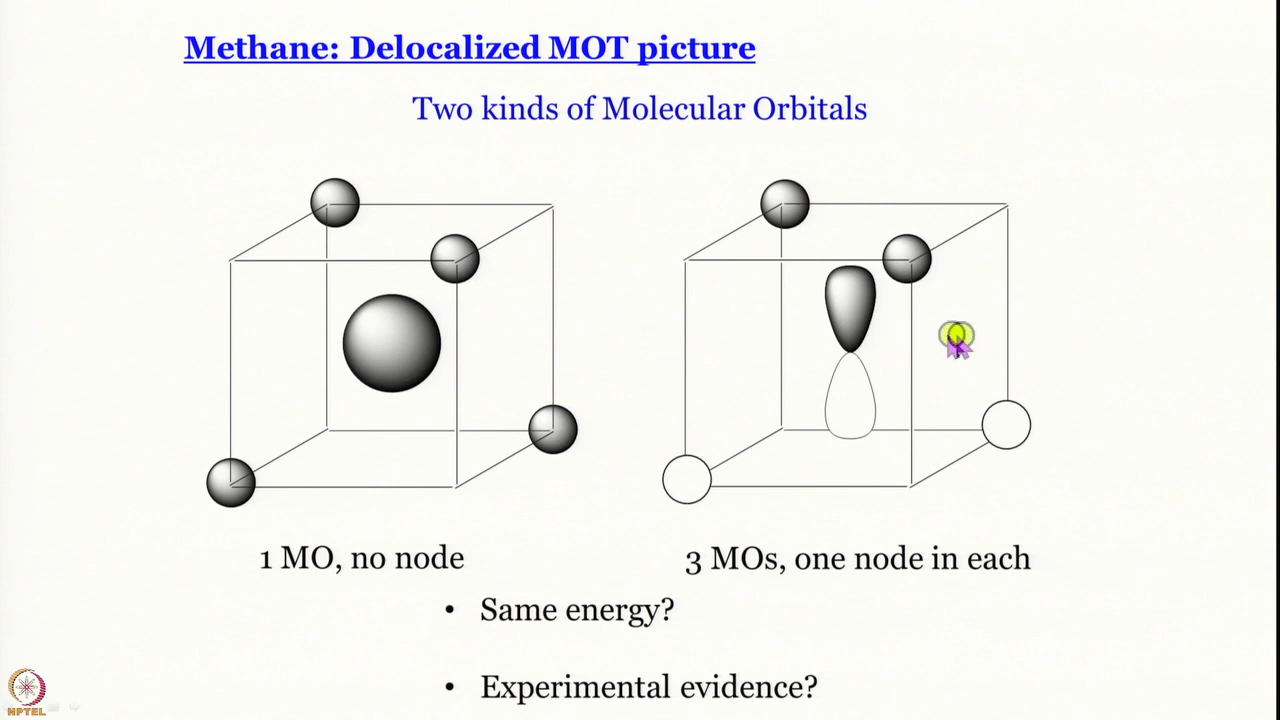 Methane: Delocalized MOT picture
Two kinds of Molecular Orbitals
1 MO, no node
3 MOs, one node in each
• Same energy?
• Experimental evidence?
NPTEL